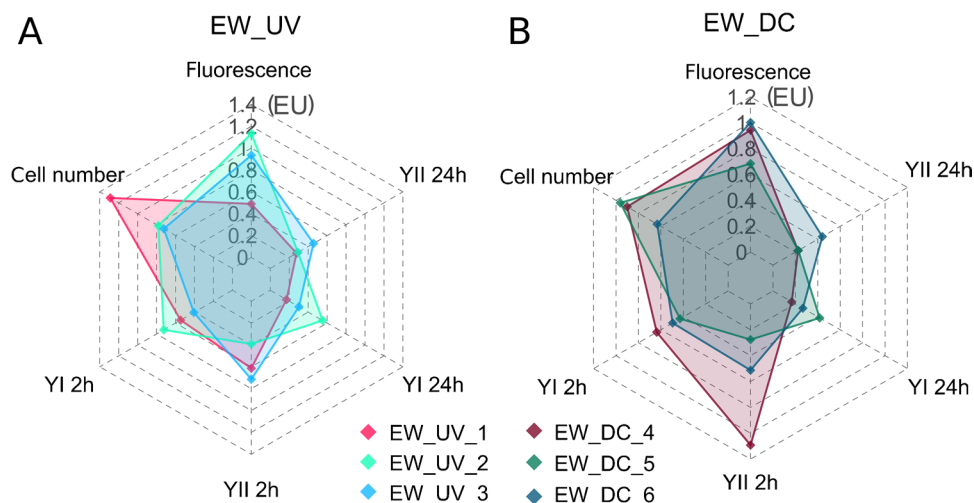 A
EW_UV
Fluorescence
(EU)
1.4
1.2
1
0.8
0.6
0.4
0.2
0
Cell number
YII 24h
YI 2h
YI 24h
YII 2h
EW_UV_1
EW_UV_2
EW_UV_3
B
EW_DC
Fluorescence
(EU)
1.2
1
0.8
0.6
0.4
0.2
0
Cell number
YII 24h
YI 2h
YI 24h
YII 2h
EW_DC_4
EW_DC_5
EW_DC_6